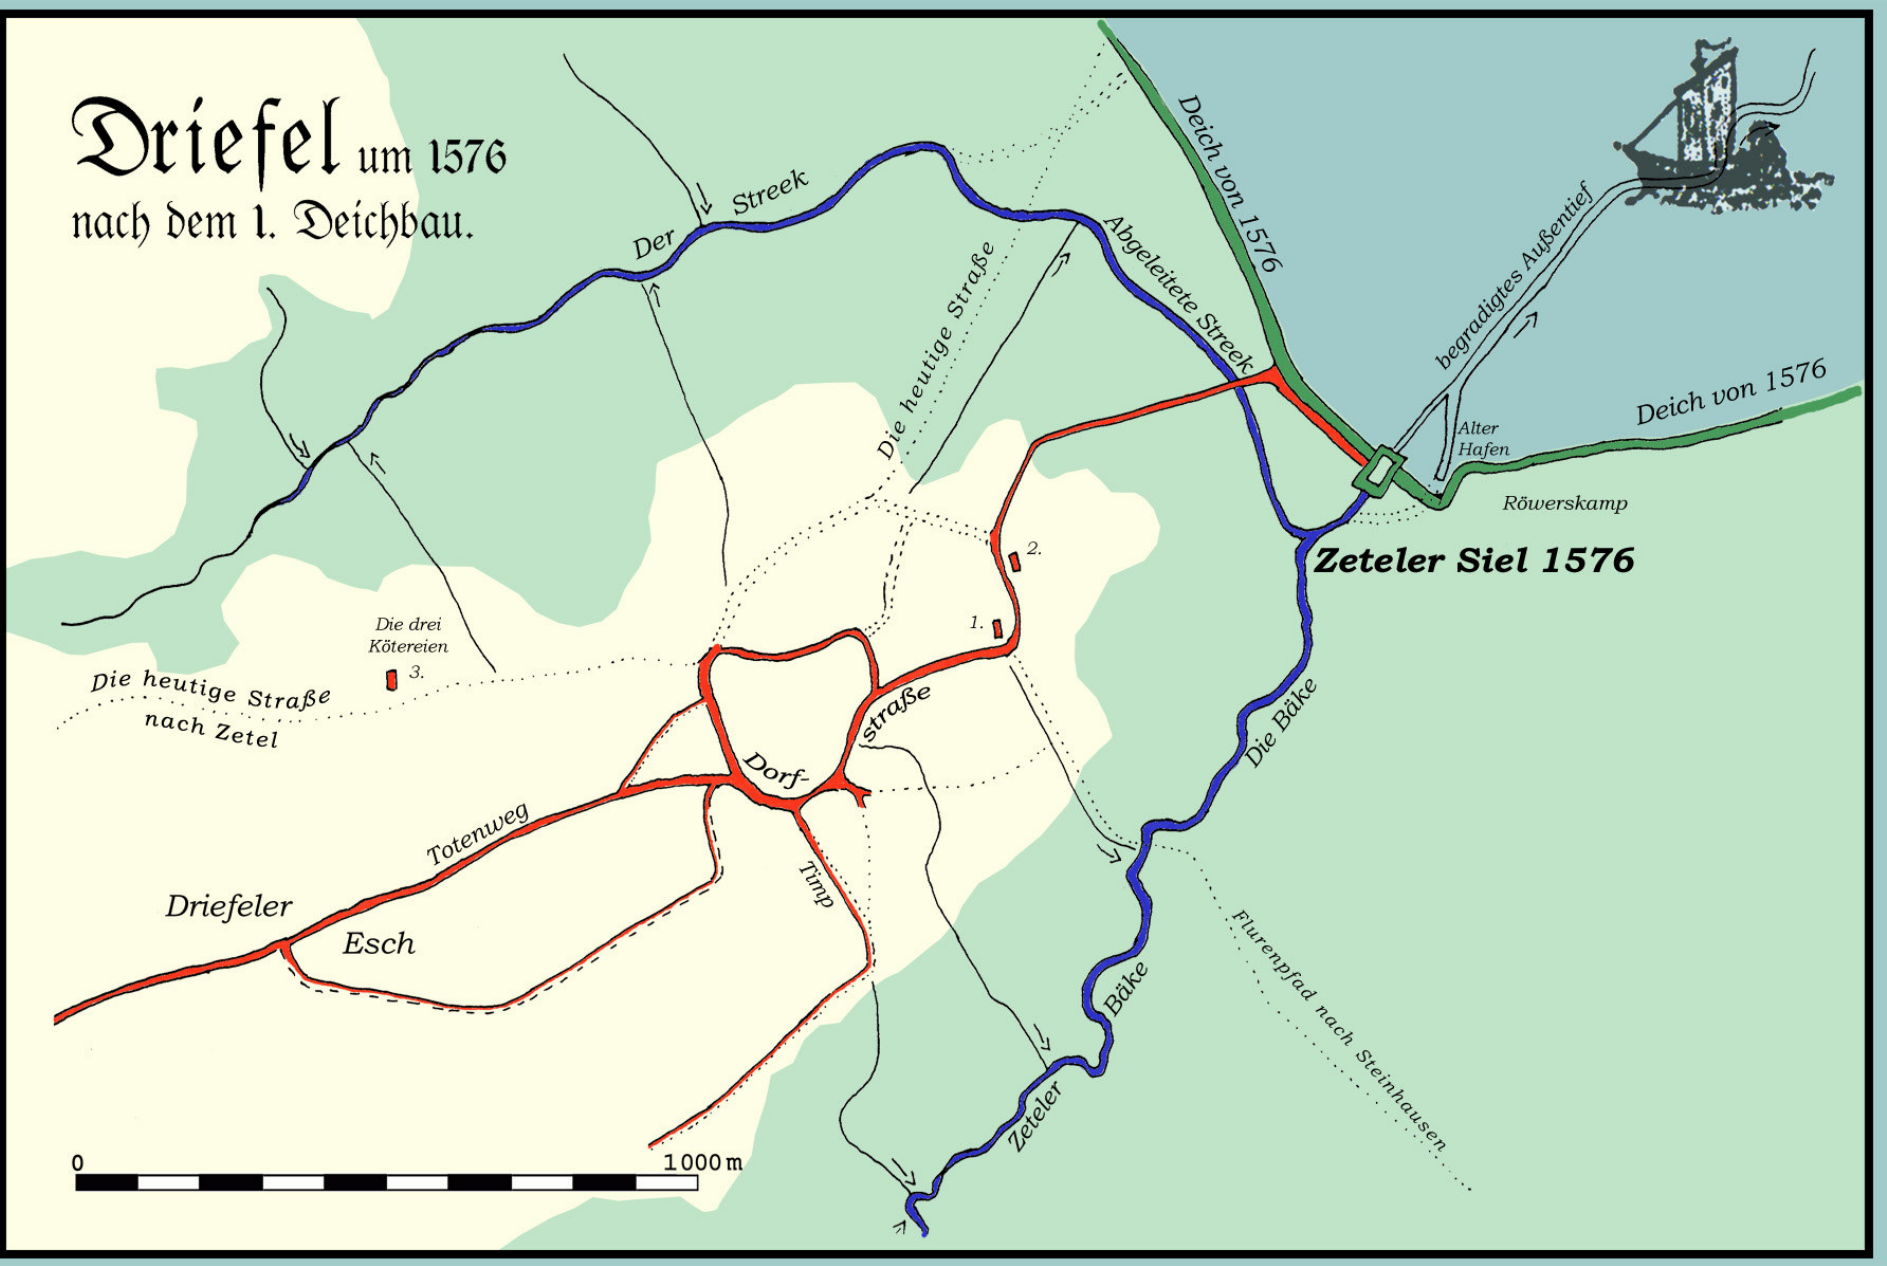 Driefel um 1576
nach dem 1. Deichbau.
Der Streek
Abgeleitete Streek
Deich von 1576
begradigtes Außentief
Deich von 1576
Alter
Hafen
Röwerskamp
Zeteler Siel 1576
Die heutige Straße
2.
1.
Die drei
Kötereien
3.
Die heutige Straße
nach Zetel
Dorf-
straße
Die Bäke
Totenweg
Timp
Driefeler
Esch
Flurenpfad nach Steinhausen
Zeteler Bäke
0 1000 m